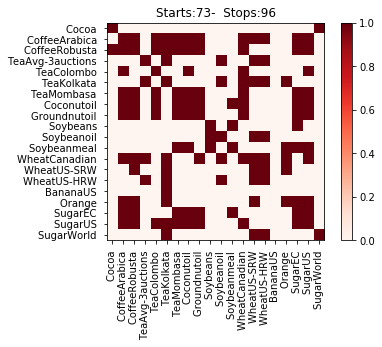 Starts:73-  Stops:96
Cocoa
CoffeeArabica
CoffeeRobusta
TeaAvg-3auctions
TeaColombo
TeaKolkata
TeaMombasa
Coconutoil
Groundnutoil
Soybeans
Soybeanoil
Soybeanmeal
WheatCanadian
WheatUS-SRW
WheatUS-HRW
BananaUS
Orange
SugarEC
SugarUS
SugarWorld
1.0
0.8
0.6
0.4
0.2
0.0
Cocoa
CoffeeArabica
CoffeeRobusta
TeaAvg-3auctions
TeaColombo
TeaKolkata
TeaMombasa
Coconutoil
Groundnutoil
Soybeans
Soybeanoil
Soybeanmeal
WheatCanadian
WheatUS-SRW
WheatUS-HRW
BananaUS
Orange
SugarEC
SugarUS
SugarWorld